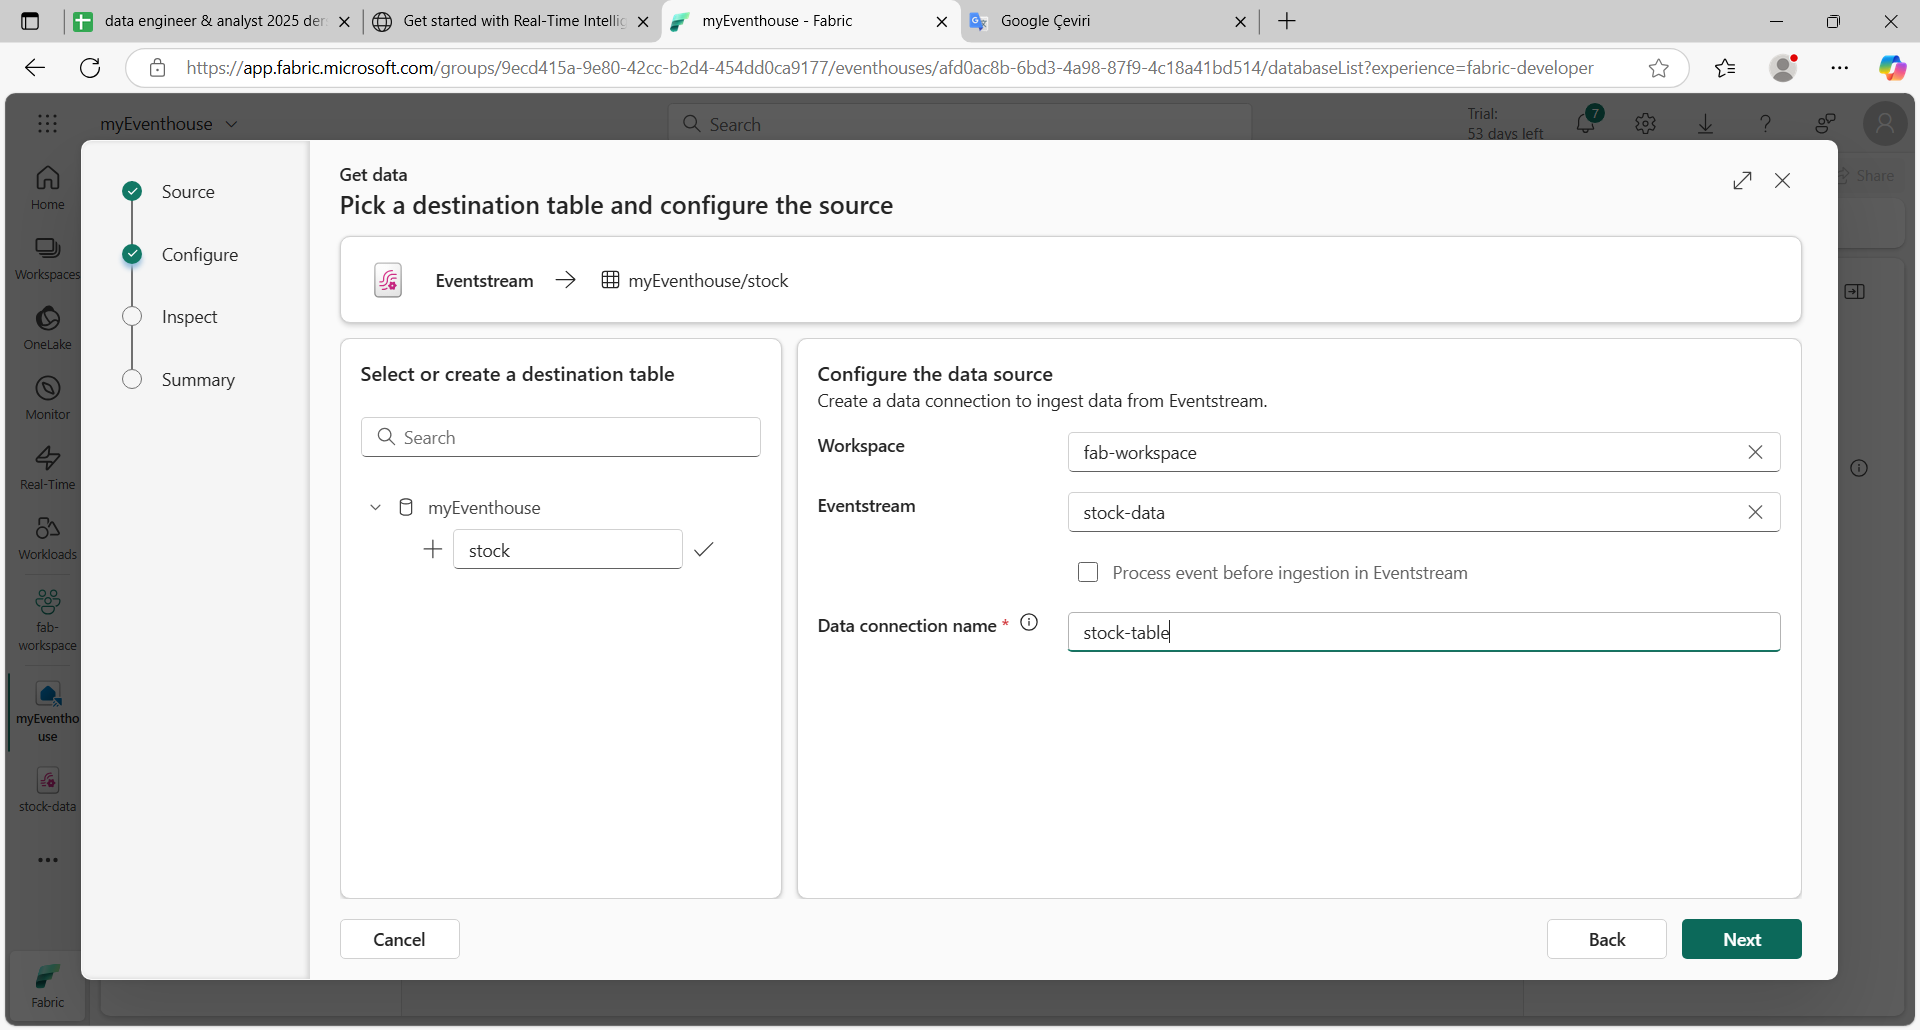 data engineer & analyst 2025 der
Get started with Real-Time Intellig
myEventhouse - Fabric
Google Çeviri
https://app.fabric.microsoft.com/groups/9ecd415a-9e80-42cc-b2d4-454dd0ca9177/eventhouses/afd0ac8b-6bd3-4a98-87f9-4c18a41bd514/databaseList?experience=fabric-developer
myEventhouse
Search
Trial:
53 days left
7
Share
Home
Workspaces
OneLake
Monitor
Real-Time
Workloads
fab-
workspace
myEventho
use
stock-data
Fabric
Source
Configure
Inspect
Summary
Get data
Pick a destination table and configure the source
Eventstream
myEventhouse/stock
Select or create a destination table
Search
myEventhouse
stock
Configure the data source
Create a data connection to ingest data from Eventstream.
Workspace
fab-workspace
Eventstream
stock-data
Process event before ingestion in Eventstream
Data connection name *
stock-table
Cancel
Back
Next